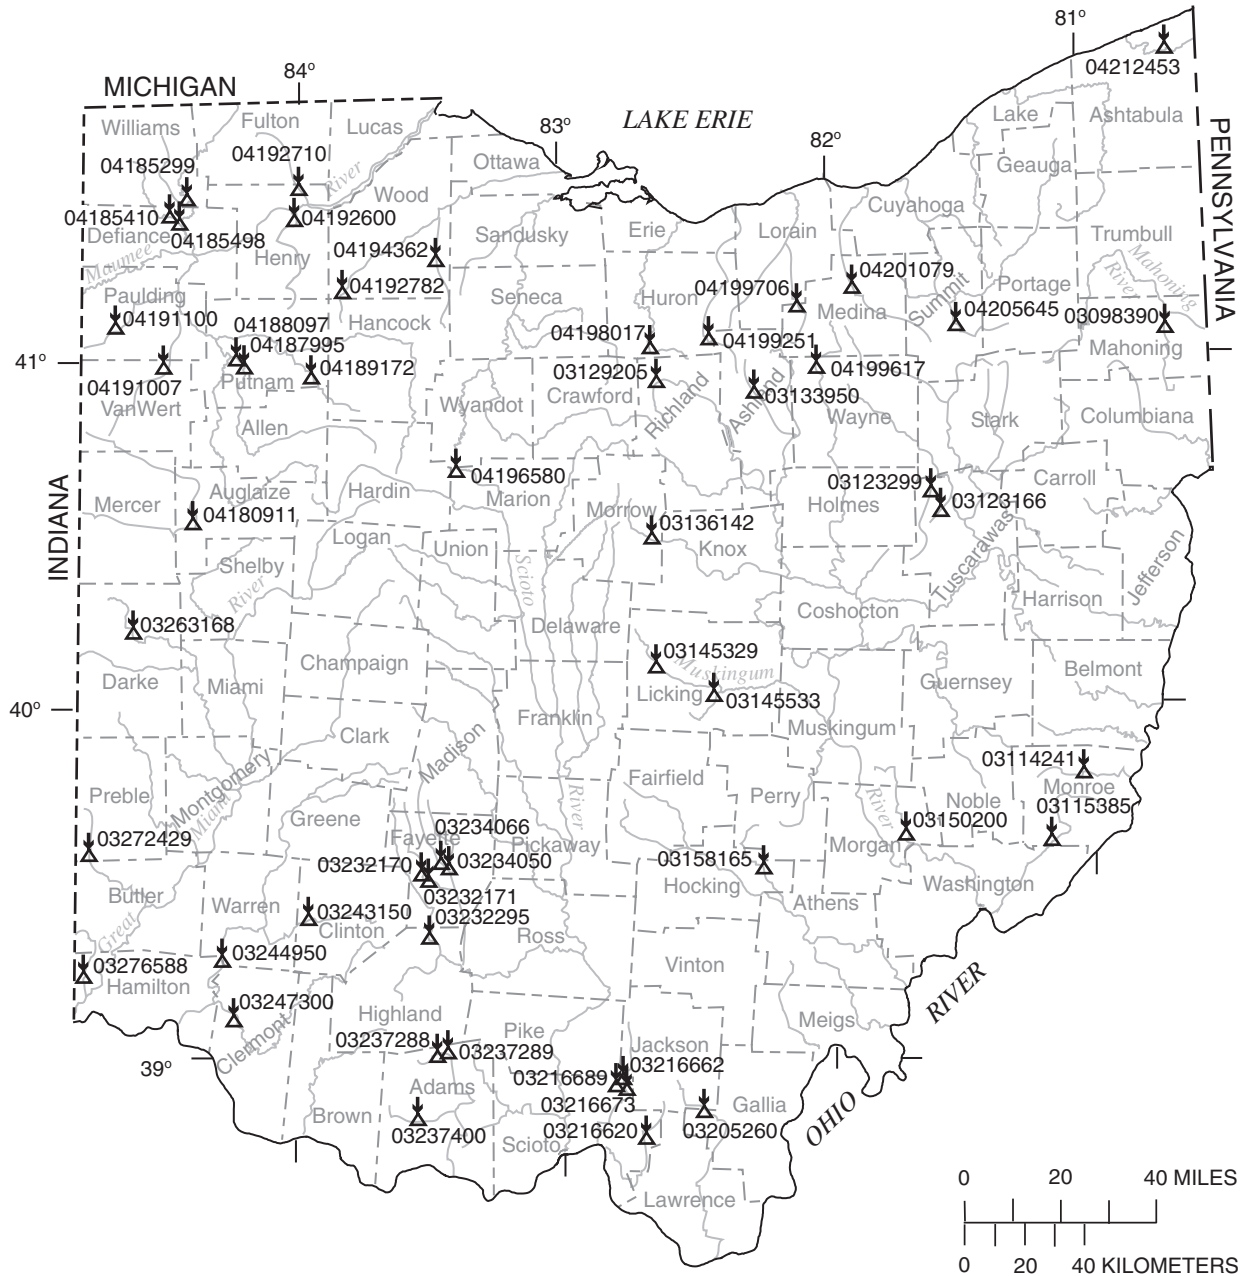 81°
04212453
84°
MICHIGAN
83°
LAKE ERIE
82°
Lake
Ashtabula
PENNSYLVANIA
Williams
Fulton
Lucas
Ottawa
Geauga
04185299
04192710
River
Wood
Cuyahoga
04185410
04192600
Defiance
04185498
Henry
04194362
Sandusky
Erie
Lorain
Trumbull
Maumee
04192782
Seneca
Huron
04199706
04201079
Medina
Summit
Portage
Mahoning
River
Paulding
04191100
04188097
04187995
Hancock
04198017
04199251
04205645
03098390
41°
04191007
Putnam
04189172
03129205
Crawford
04199617
Mahoning
VanWert
Allen
Wyandot
Richland
Ashland
03133950
Wayne
Stark
Columbiana
INDIANA
Mercer
Auglaize
04180911
Hardin
04196580
Marion
Morrow
03136142
Knox
03123299
Holmes
03123166
Carroll
Logan
Union
Shelby
River
Scioto
Tuscarawas
Jefferson
Harrison
Coshocton
03263168
Delaware
Champaign
03145329
Muskingum
Belmont
Darke
Miami
Licking
03145533
Guernsey
40°
Franklin
Muskingum
Clark
Madison
03114241
Monroe
Montgomery
Miami
Fairfield
Preble
River
Perry
River
Noble
03115385
Greene
03272429
Fayette
03234066
03234050
Pickaway
03150200
Morgan
03232170
03158165
Hocking
Washington
Butler
03232171
Warren
03243150
Clinton
03232295
Athens
Great
Ross
03244950
03276588
Hamilton
Vinton
RIVER
03247300
Highland
Meigs
Clermont
03237288
03237289
Pike
Jackson
03216662
39°
03216689
Adams
03216673
Gallia
OHIO
Brown
03237400
03216620
03205260
Scioto
Lawrence
0 20 40 MILES
0 20 40 KILOMETERS